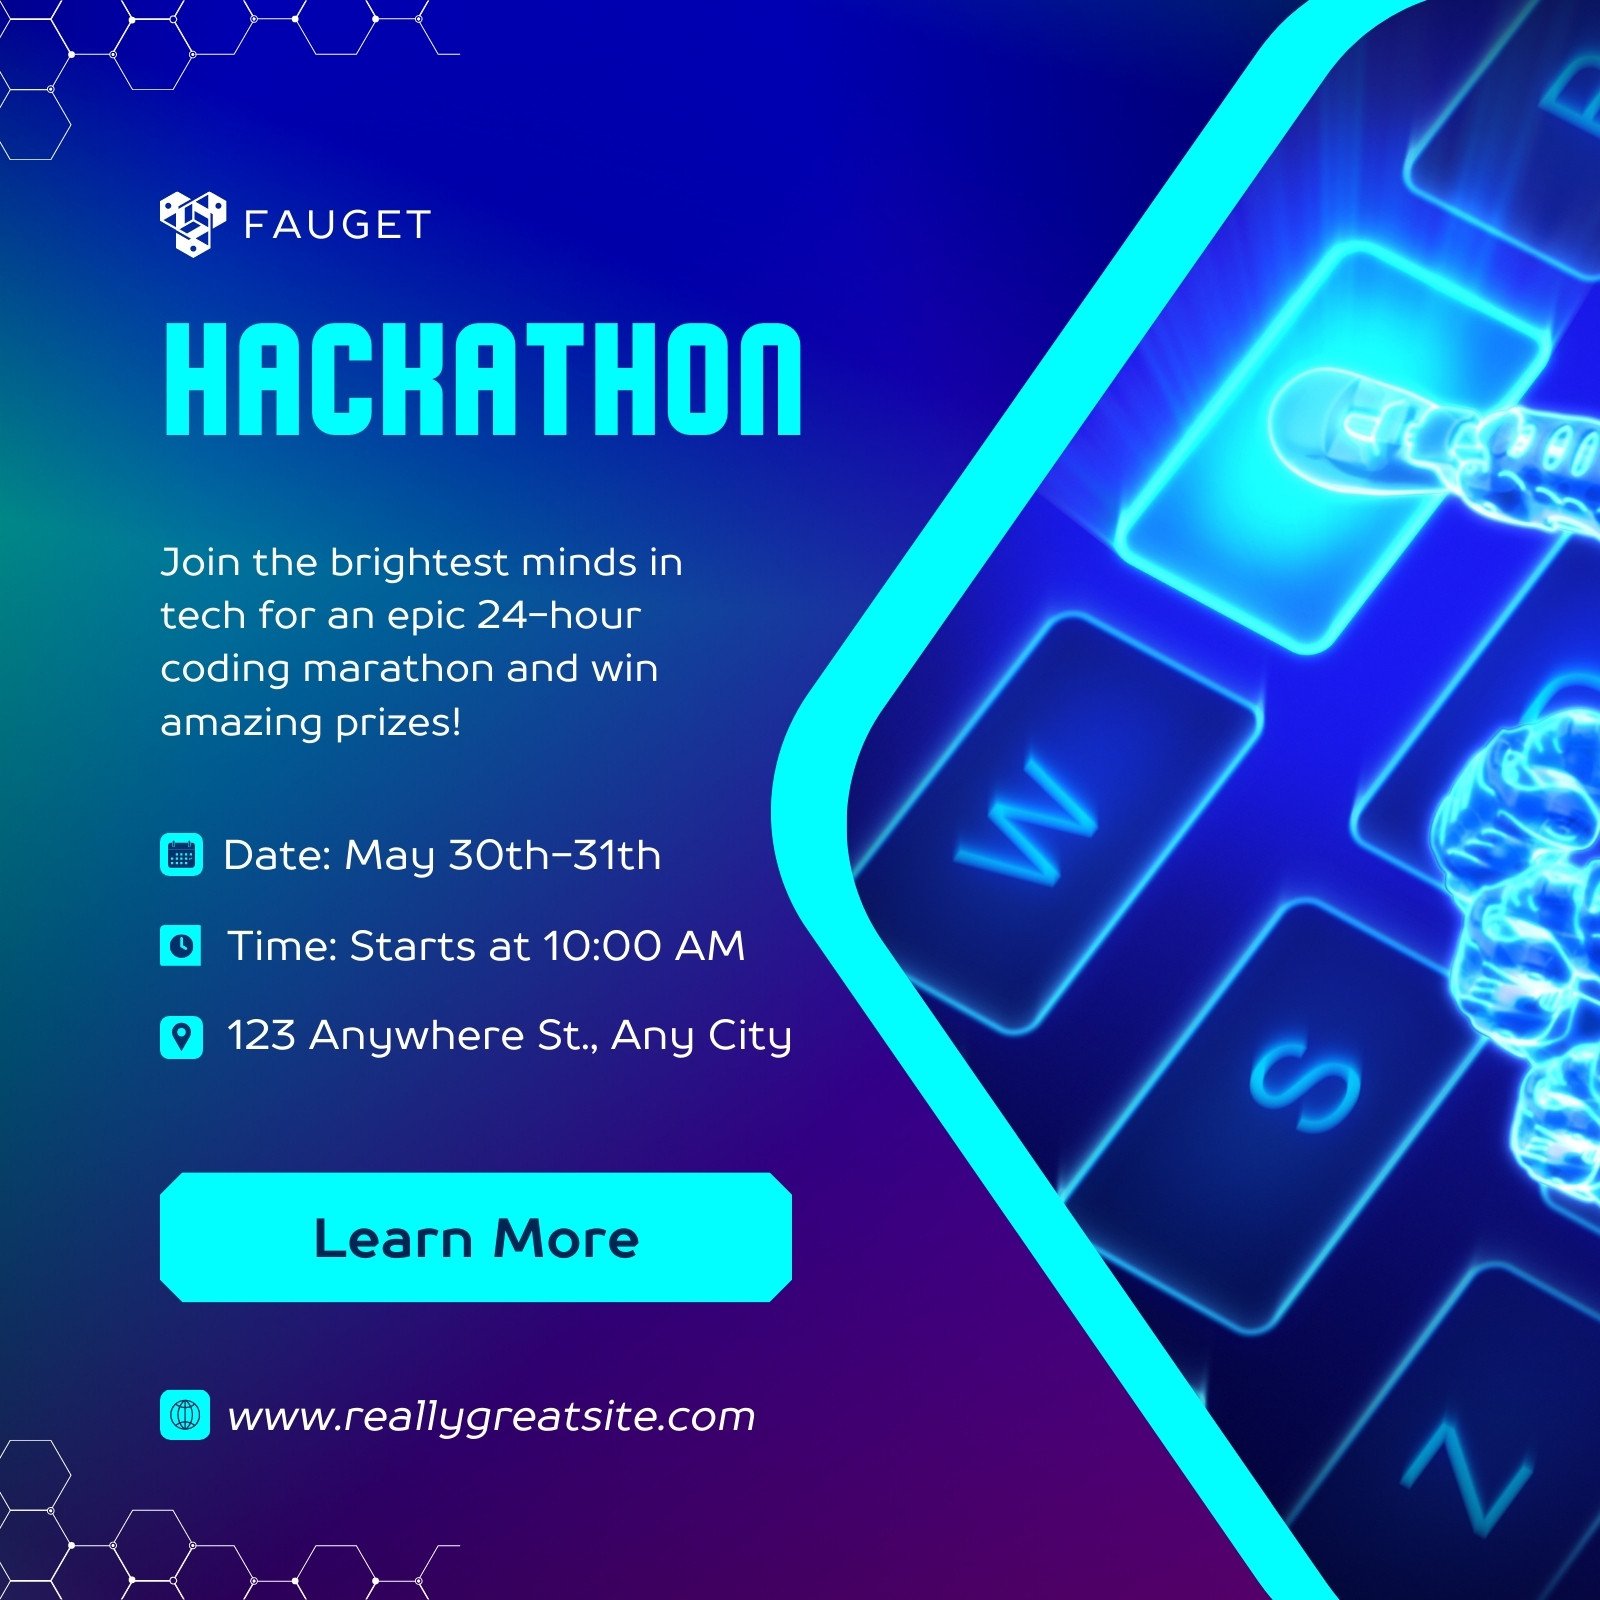 FAUGET
HACKATHON
Join the brightest minds in
tech for an epic 24-hour
coding marathon and win
amazing prizes!
Date: May 30th-31th
Time: Starts at 10:00 AM
123 Anywhere St., Any City
Learn More
www.reallygreatsite.com
W
S
Z